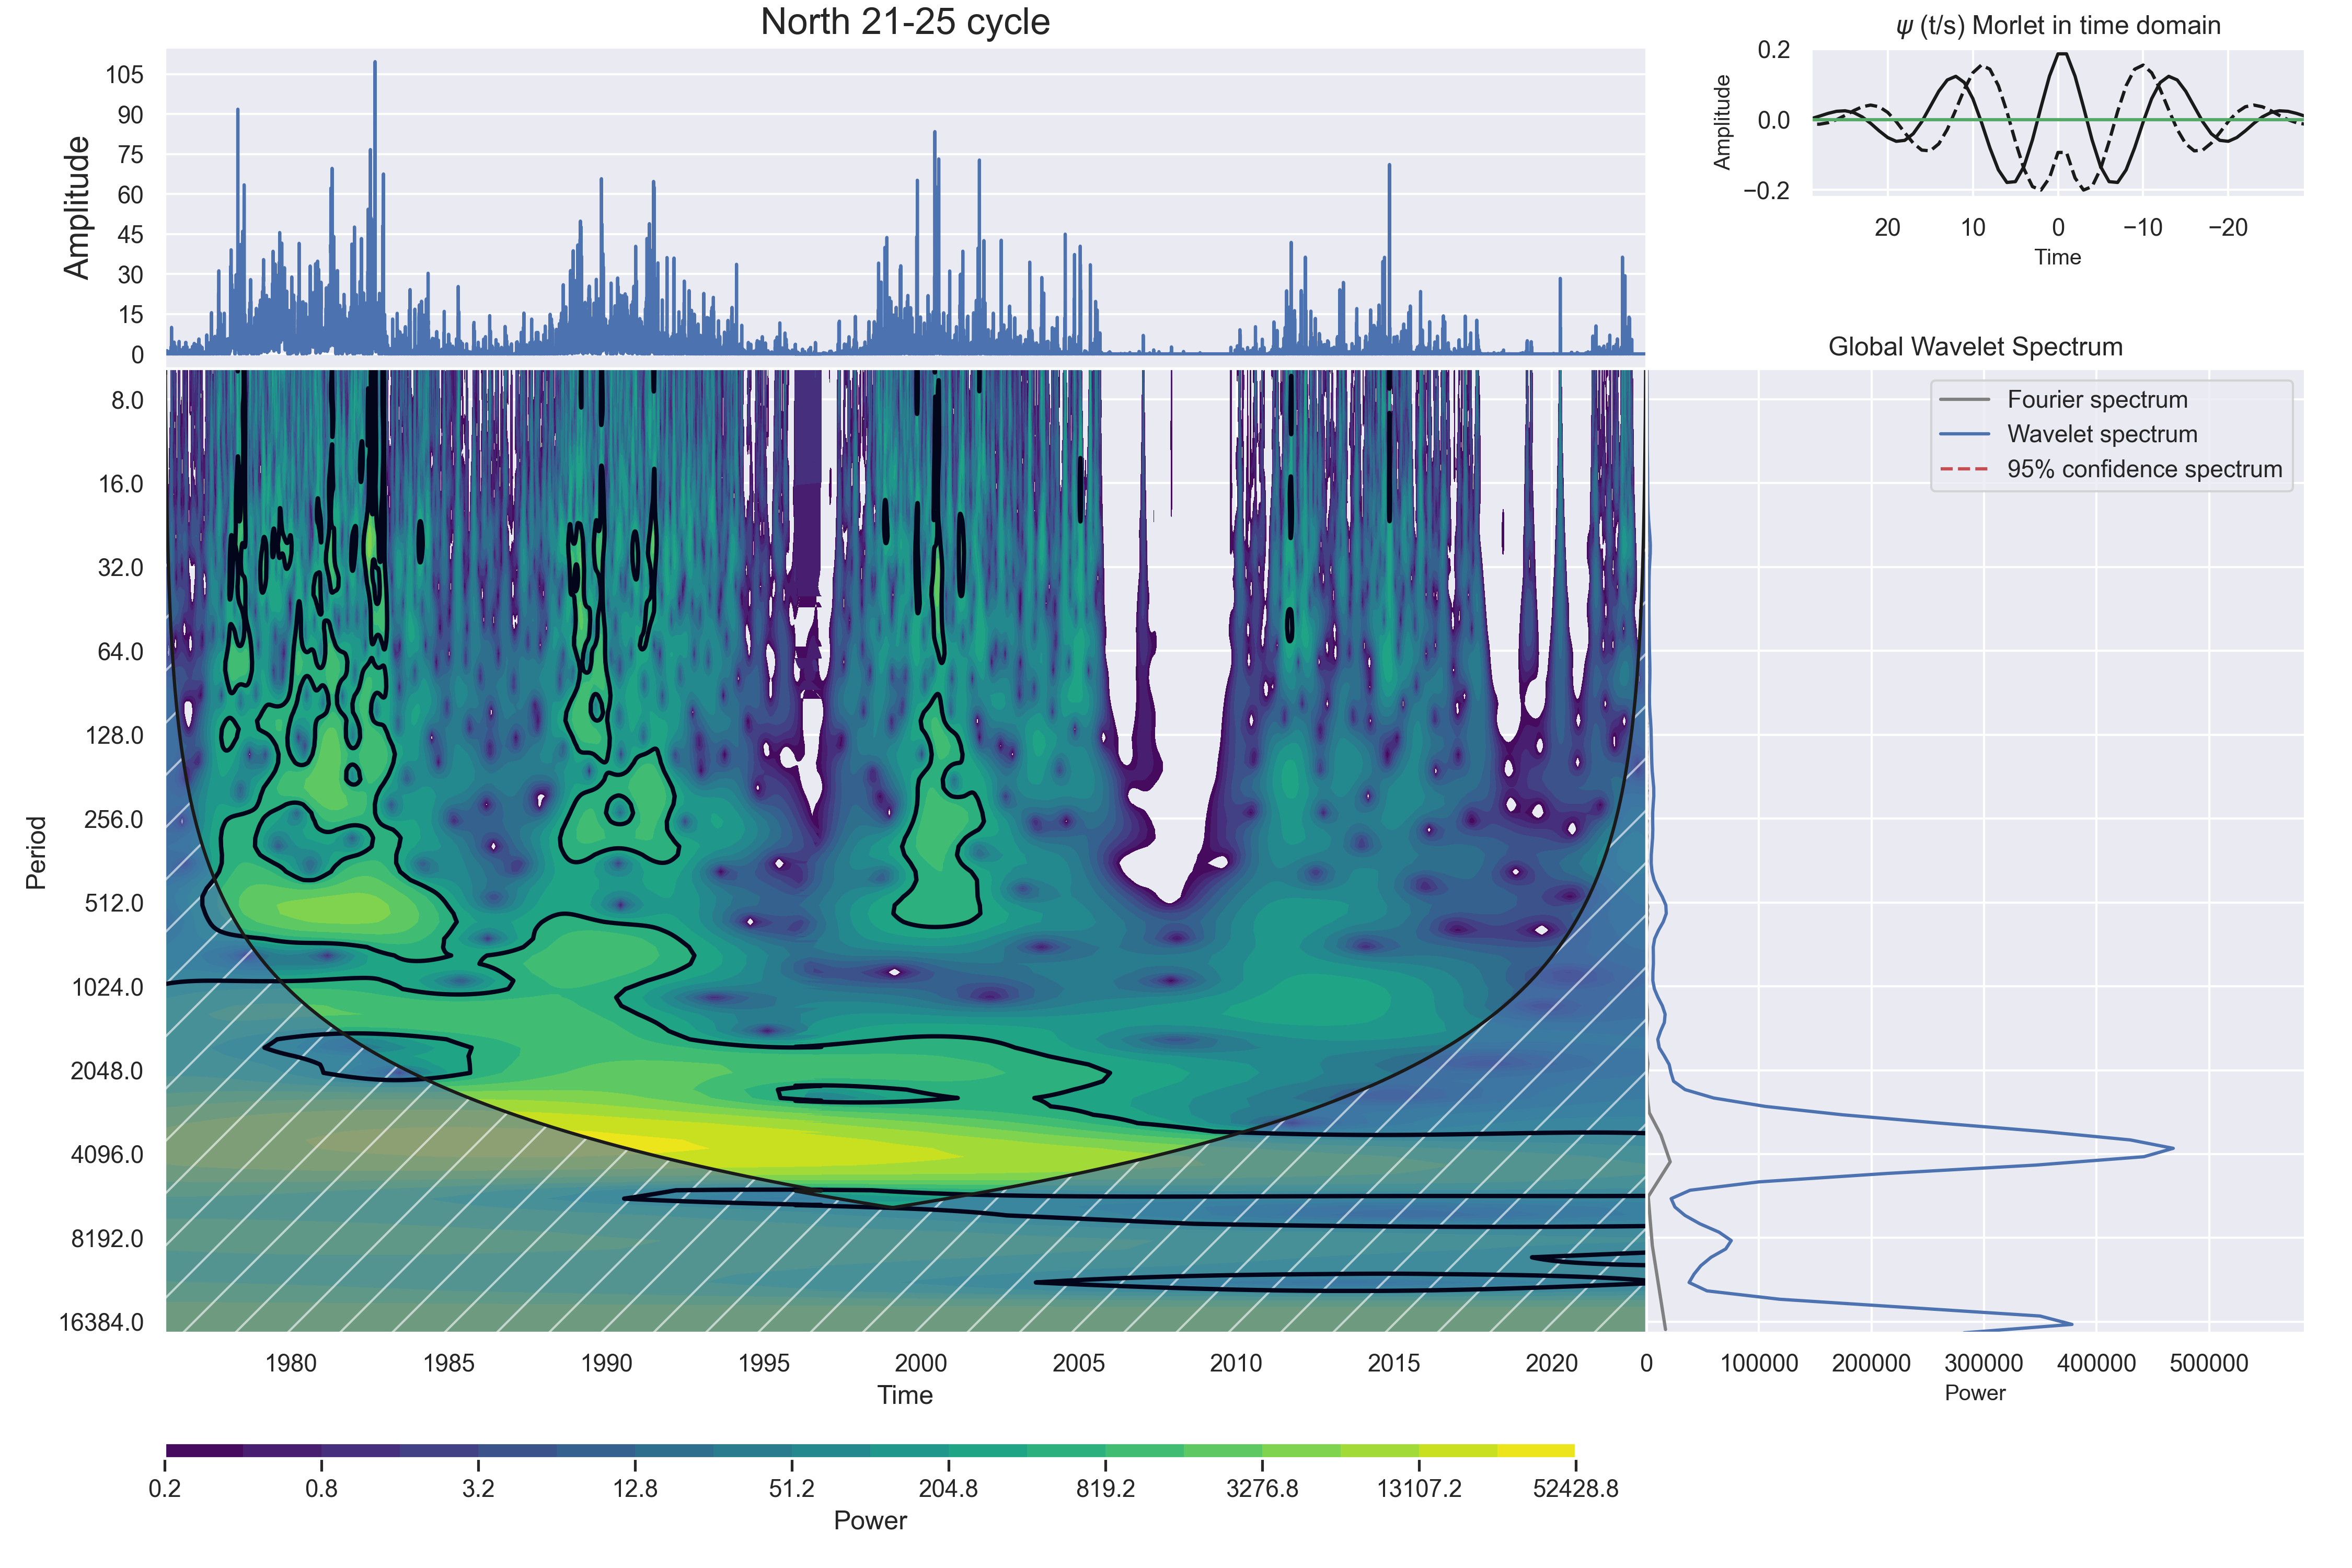 North 21-25 cycle
Amplitude
105
90
75
60
45
30
15
0
ψ (t/s) Morlet in time domain
Amplitude
0.2
0.0
−0.2
20 10 0 −10 −20
Time
Global Wavelet Spectrum
Fourier spectrum
Wavelet spectrum
95% confidence spectrum
Period
8.0
16.0
32.0
64.0
128.0
256.0
512.0
1024.0
2048.0
4096.0
8192.0
16384.0
1980 1985 1990 1995 2000 2005 2010 2015 2020
Time
0 100000 200000 300000 400000 500000
Power
0.2 0.8 3.2 12.8 51.2 204.8 819.2 3276.8 13107.2 52428.8
Power